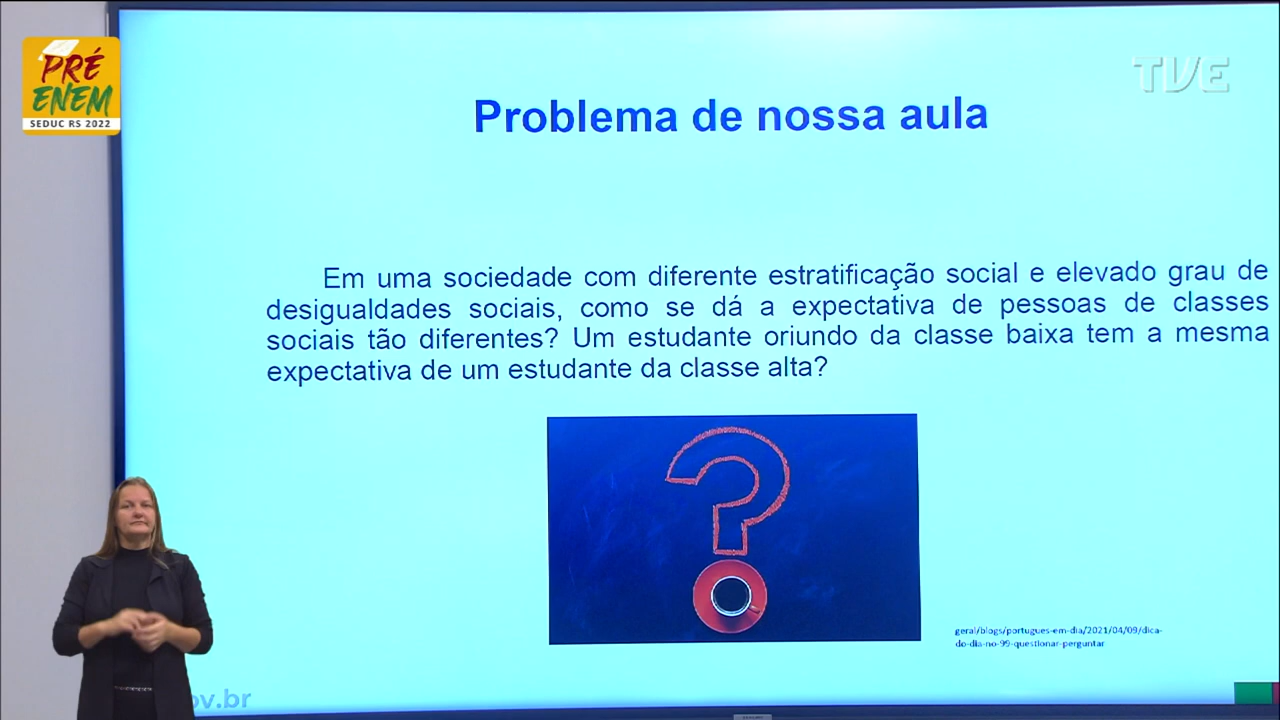 PRÉ
ENEM
SEDUC RS 2022
TVE
Problema de nossa aula
Em uma sociedade com diferente estratificação social e elevado grau de
desigualdades sociais, como se dá a expectativa de pessoas de classes
sociais tão diferentes? Um estudante oriundo da classe baixa tem a mesma
expectativa de um estudante da classe alta?
geral/blogs/portugues-em-dia/2021/04/09/dica-
do-dia-no-99-questionar-perguntar
ov.br